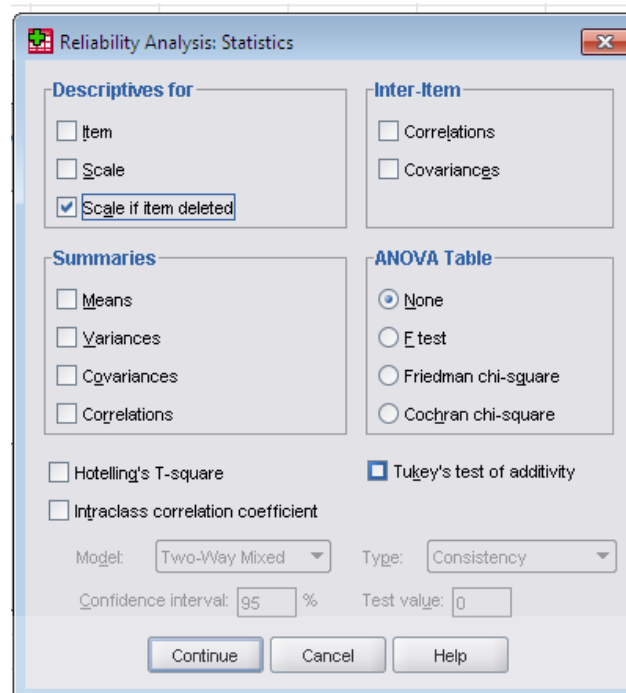 Reliability Analysis: Statistics
Descriptives for
Item
Scale
Scale if item deleted
Inter-Item
Correlations
Covariances
Summaries
Means
Variances
Covariances
Correlations
ANOVA Table
None
F test
Friedman chi-square
Cochran chi-square
Hotelling's T-square
Tukey's test of additivity
Intraclass correlation coefficient
Model: Two-Way Mixed Type: Consistency
Confidence interval: 95 % Test value: 0
Continue Cancel Help